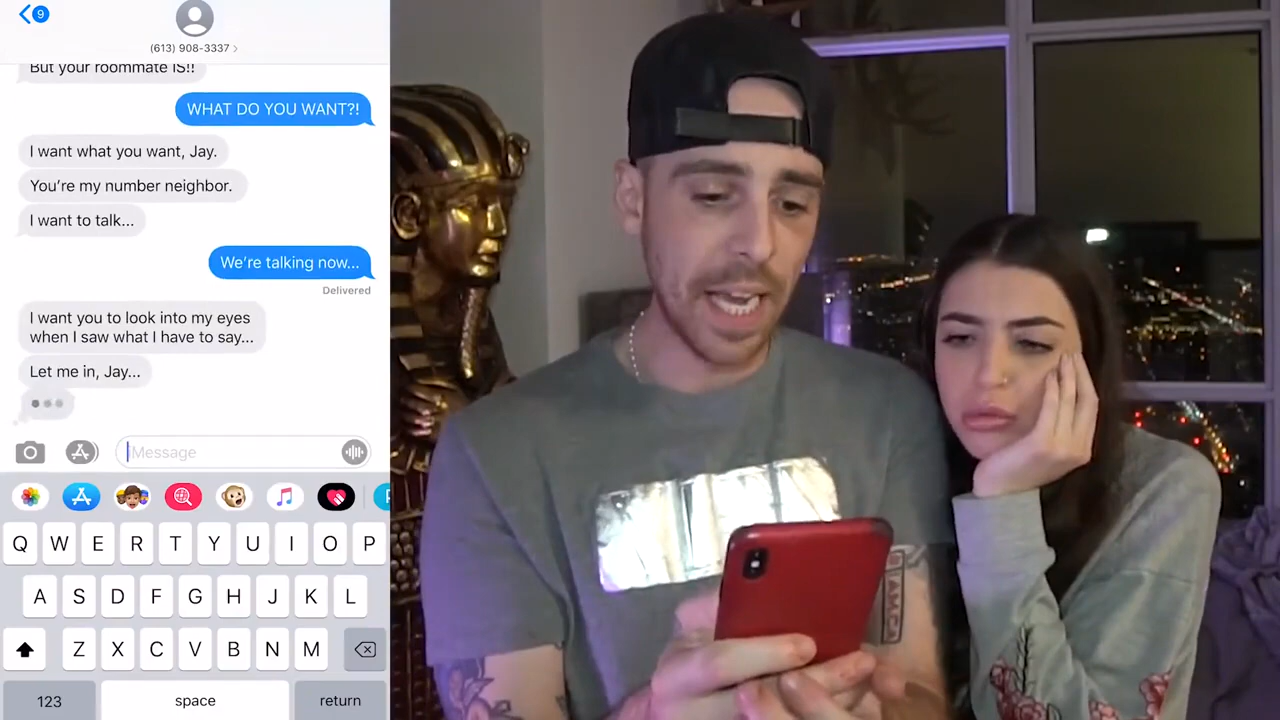 9
(613) 908-3337 >
But your roommate IS!!
WHAT DO YOU WANT?!
I want what you want, Jay.
You're my number neighbor.
I want to talk...
We're talking now...
Delivered
I want you to look into my eyes
when I saw what I have to say...
Let me in, Jay...
Message
Q W E R T Y U I O P
A S D F G H J K L
Z X C V B N M
123 space return